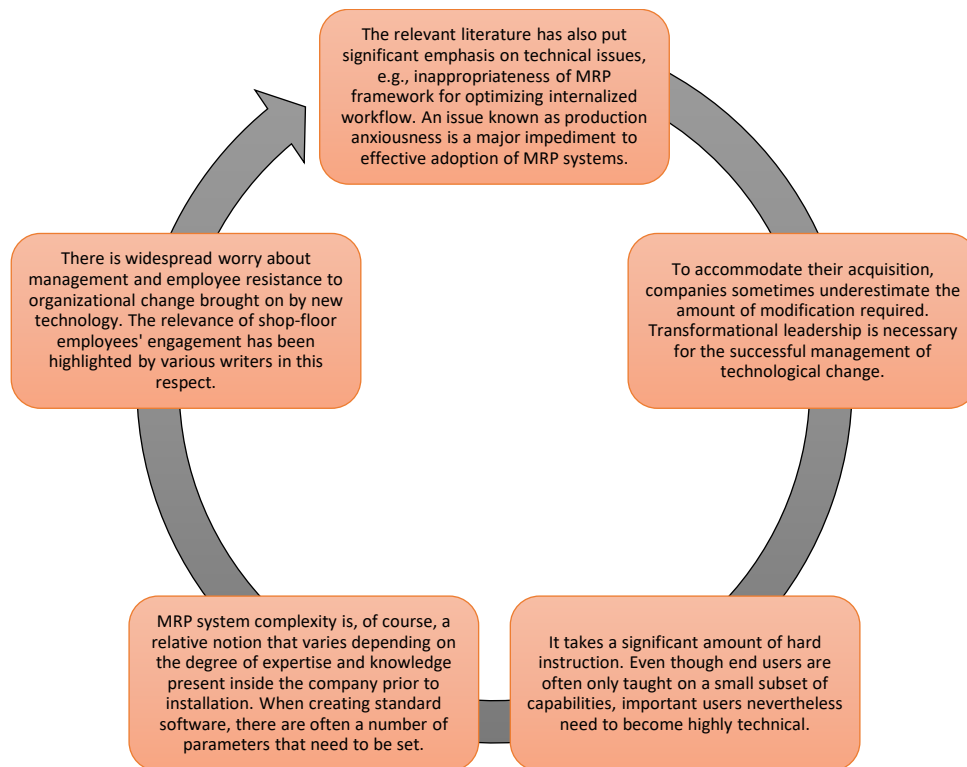 The relevant literature has also put
significant emphasis on technical issues,
e.g., inappropriateness of MRP
framework for optimizing internalized
workflow. An issue known as production
anxiousness is a major impediment to
effective adoption of MRP systems.
To accommodate their acquisition,
companies sometimes underestimate the
amount of modification required.
Transformational leadership is necessary
for the successful management of
technological change.
It takes a significant amount of hard
instruction. Even though end users are
often only taught on a small subset of
capabilities, important users nevertheless
need to become highly technical.
MRP system complexity is, of course, a
relative notion that varies depending on
the degree of expertise and knowledge
present inside the company prior to
installation. When creating standard
software, there are often a number of
parameters that need to be set.
There is widespread worry about
management and employee resistance to
organizational change brought on by new
technology. The relevance of shop-floor
employees' engagement has been
highlighted by various writers in this
respect.